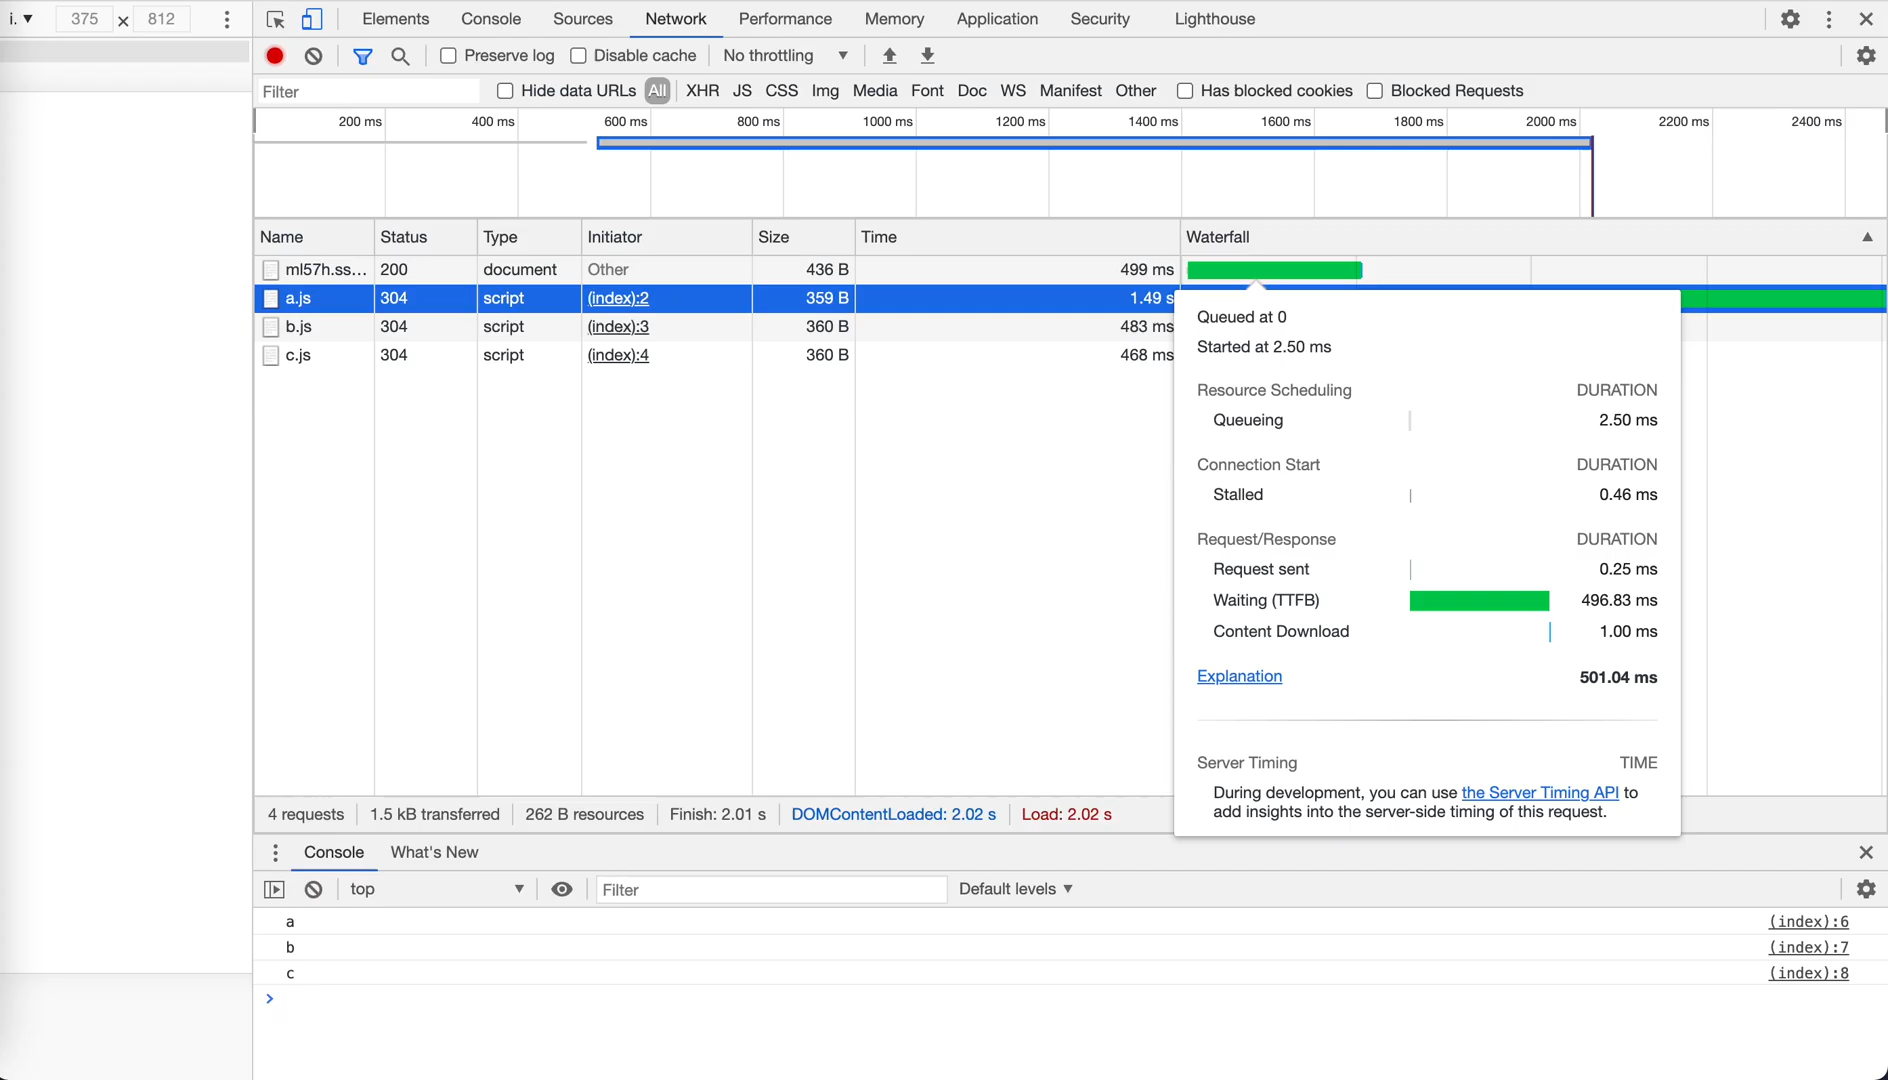 i. ▼ 375 × 812
Elements Console Sources Network Performance Memory Application Security Lighthouse
Preserve log Disable cache No throttling ▼
Filter Hide data URLs All XHR JS CSS Img Media Font Doc WS Manifest Other Has blocked cookies Blocked Requests
200 ms 400 ms 600 ms 800 ms 1000 ms 1200 ms 1400 ms 1600 ms 1800 ms 2000 ms 2200 ms 2400 ms
Name Status Type Initiator Size Time Waterfall ▲
ml57h.ss… 200 document Other 436 B 499 ms
a.js 304 script (index):2 359 B 1.49 s
b.js 304 script (index):3 360 B 483 ms
c.js 304 script (index):4 360 B 468 ms
Queued at 0
Started at 2.50 ms
Resource Scheduling DURATION
Queueing 2.50 ms
Connection Start DURATION
Stalled 0.46 ms
Request/Response DURATION
Request sent 0.25 ms
Waiting (TTFB) 496.83 ms
Content Download 1.00 ms
Explanation 501.04 ms
Server Timing TIME
During development, you can use the Server Timing API to
add insights into the server-side timing of this request.
4 requests 1.5 kB transferred 262 B resources Finish: 2.01 s DOMContentLoaded: 2.02 s Load: 2.02 s
Console What's New
top ▼ Filter Default levels ▼
a (index):6
b (index):7
c (index):8